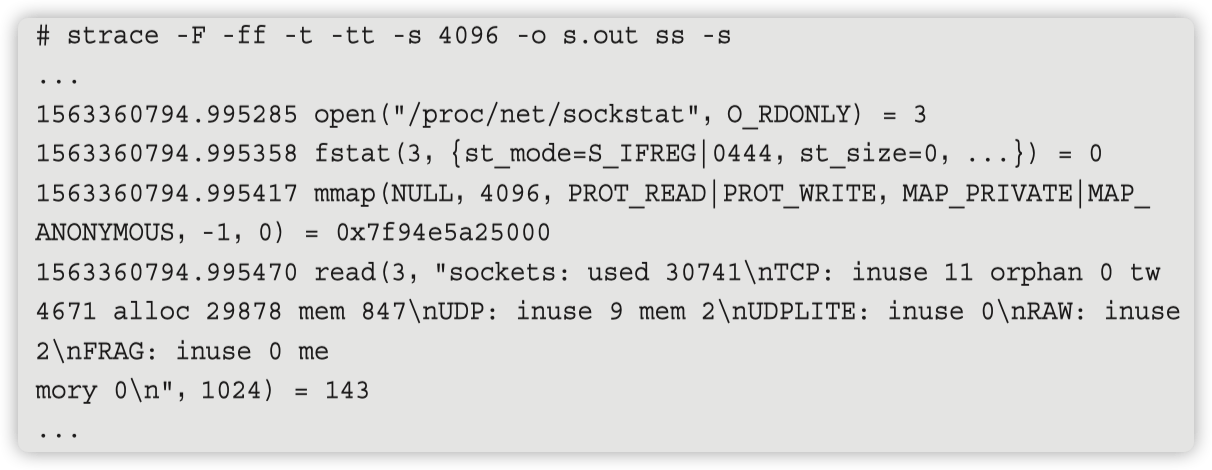 # strace -F -ff -t -tt -s 4096 -o s.out ss -s
...
1563360794.995285 open("/proc/net/sockstat", O_RDONLY) = 3
1563360794.995358 fstat(3, {st_mode=S_IFREG|0444, st_size=0, ...}) = 0
1563360794.995417 mmap(NULL, 4096, PROT_READ|PROT_WRITE, MAP_PRIVATE|MAP_
ANONYMOUS, -1, 0) = 0x7f94e5a25000
1563360794.995470 read(3, "sockets: used 30741\nTCP: inuse 11 orphan 0 tw
4671 alloc 29878 mem 847\nUDP: inuse 9 mem 2\nUDPLITE: inuse 0\nRAW: inuse
2\nFRAG: inuse 0 me
mory 0\n", 1024) = 143
...